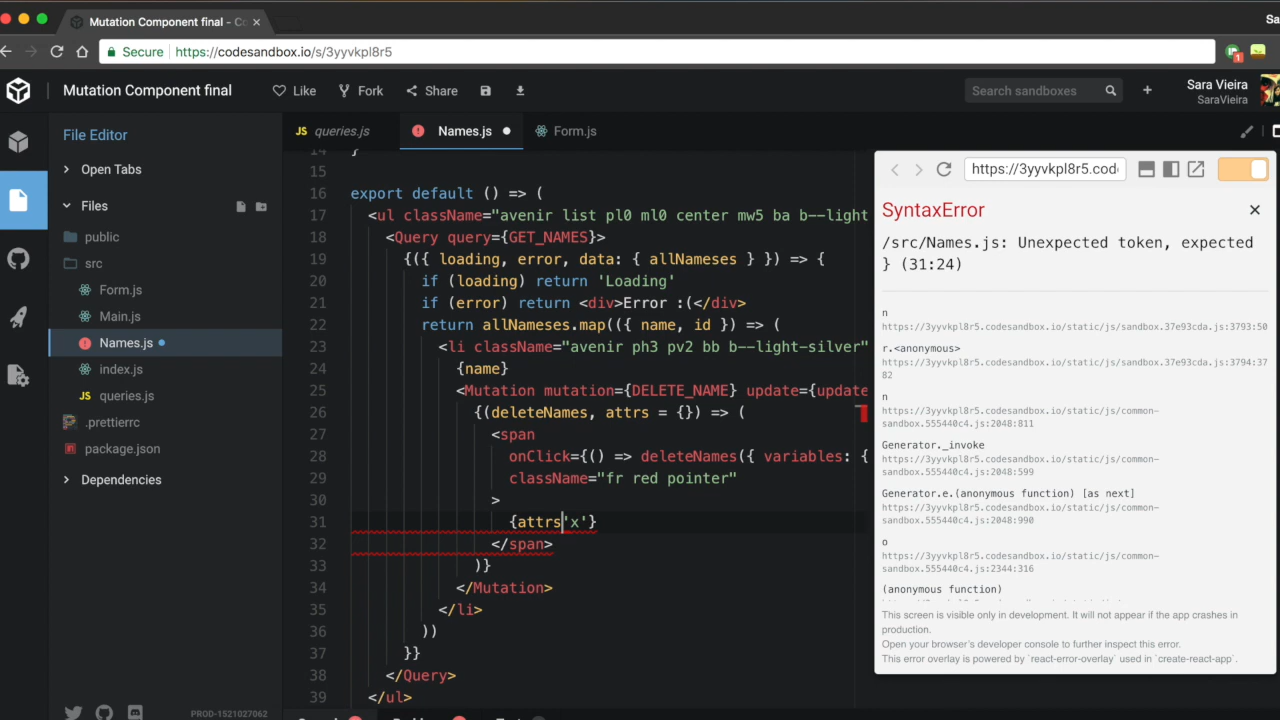 Mutation Component final - Co
Sa
Secure https://codesandbox.io/s/3yyvkpl8r5
1
Mutation Component final
Like
Fork
Share
Search sandboxes
Sara Vieira
SaraVieira
File Editor
JS queries.js
Names.js
Form.js
Open Tabs
Files
public
src
Form.js
Main.js
Names.js
index.js
JS queries.js
.prettierrc
package.json
Dependencies
PROD-1521027062
14 }
15
16 export default () => (
17 <ul className="avenir list pl0 ml0 center mw5 ba b--light
18 <Query query={GET_NAMES}>
19 {({ loading, error, data: { allNameses } }) => {
20 if (loading) return 'Loading'
21 if (error) return <div>Error :(</div>
22 return allNameses.map(({ name, id }) => (
23 <li className="avenir ph3 pv2 bb b--light-silver"
24 {name}
25 <Mutation mutation={DELETE_NAME} update={update
26 {(deleteNames, attrs = {}) => (
27 <span
28 onClick={() => deleteNames({ variables: {
29 className="fr red pointer"
30 >
31 {attrs'x'}
32 </span>
33 )}
34 </Mutation>
35 </li>
36 ))
37 }}
38 </Query>
39 </ul>
https://3yyvkpl8r5.cod
SyntaxError
/src/Names.js: Unexpected token, expected
} (31:24)
n
https://3yyvkpl8r5.codesandbox.io/static/js/sandbox.37e93cda.js:3793:50
r.<anonymous>
https://3yyvkpl8r5.codesandbox.io/static/js/sandbox.37e93cda.js:3794:37
82
n
https://3yyvkpl8r5.codesandbox.io/static/js/common-
sandbox.555440c4.js:2048:811
Generator._invoke
https://3yyvkpl8r5.codesandbox.io/static/js/common-
sandbox.555440c4.js:2048:599
Generator.e.(anonymous function) [as next]
https://3yyvkpl8r5.codesandbox.io/static/js/common-
sandbox.555440c4.js:2048:990
o
https://3yyvkpl8r5.codesandbox.io/static/js/common-
sandbox.555440c4.js:2344:316
(anonymous function)
This screen is visible only in development. It will not appear if the app crashes in
production.
Open your browser's developer console to further inspect this error.
This error overlay is powered by `react-error-overlay` used in `create-react-app`.